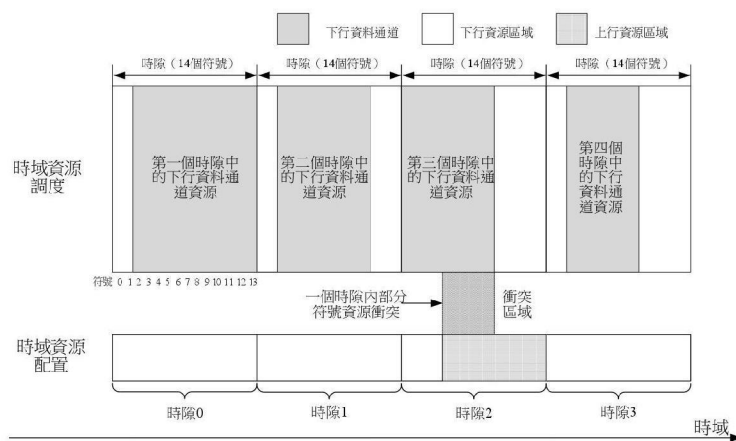 下行資料通道
下行資源區域
上行資源區域
時隙（14個符號）
時隙（14個符號）
時隙（14個符號）
時隙（14個符號）
時域資源
調度
第一個時隙中
的下行資料通
道資源
第二個時隙中
的下行資料通
道資源
第三個時隙中
的下行資料通
道資源
第四個
時隙中
的下行
資料通
道資源
符號 0 1 2 3 4 5 6 7 8 9 10 11 12 13
一個時隙內部分
符號資源衝突
衝突
區域
時域資源
配置
時隙0
時隙1
時隙2
時隙3
時域